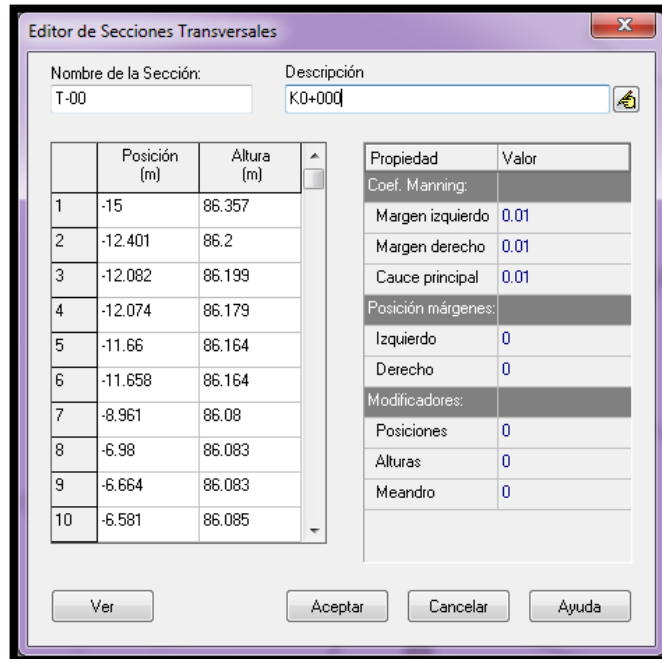 Editor de Secciones Transversales
Nombre de la Sección: Descripción
T-00 K0+000
Posición (m) Altura (m)
1 -15 86.357
2 -12.401 86.2
3 -12.082 86.199
4 -12.074 86.179
5 -11.66 86.164
6 -11.658 86.164
7 -8.961 86.08
8 -6.98 86.083
9 -6.664 86.083
10 -6.581 86.085
Propiedad Valor
Coef. Manning:
Margen izquierdo 0.01
Margen derecho 0.01
Cauce principal 0.01
Posición márgenes:
Izquierdo 0
Derecho 0
Modificadores:
Posiciones 0
Alturas 0
Meandro 0
Ver Aceptar Cancelar Ayuda